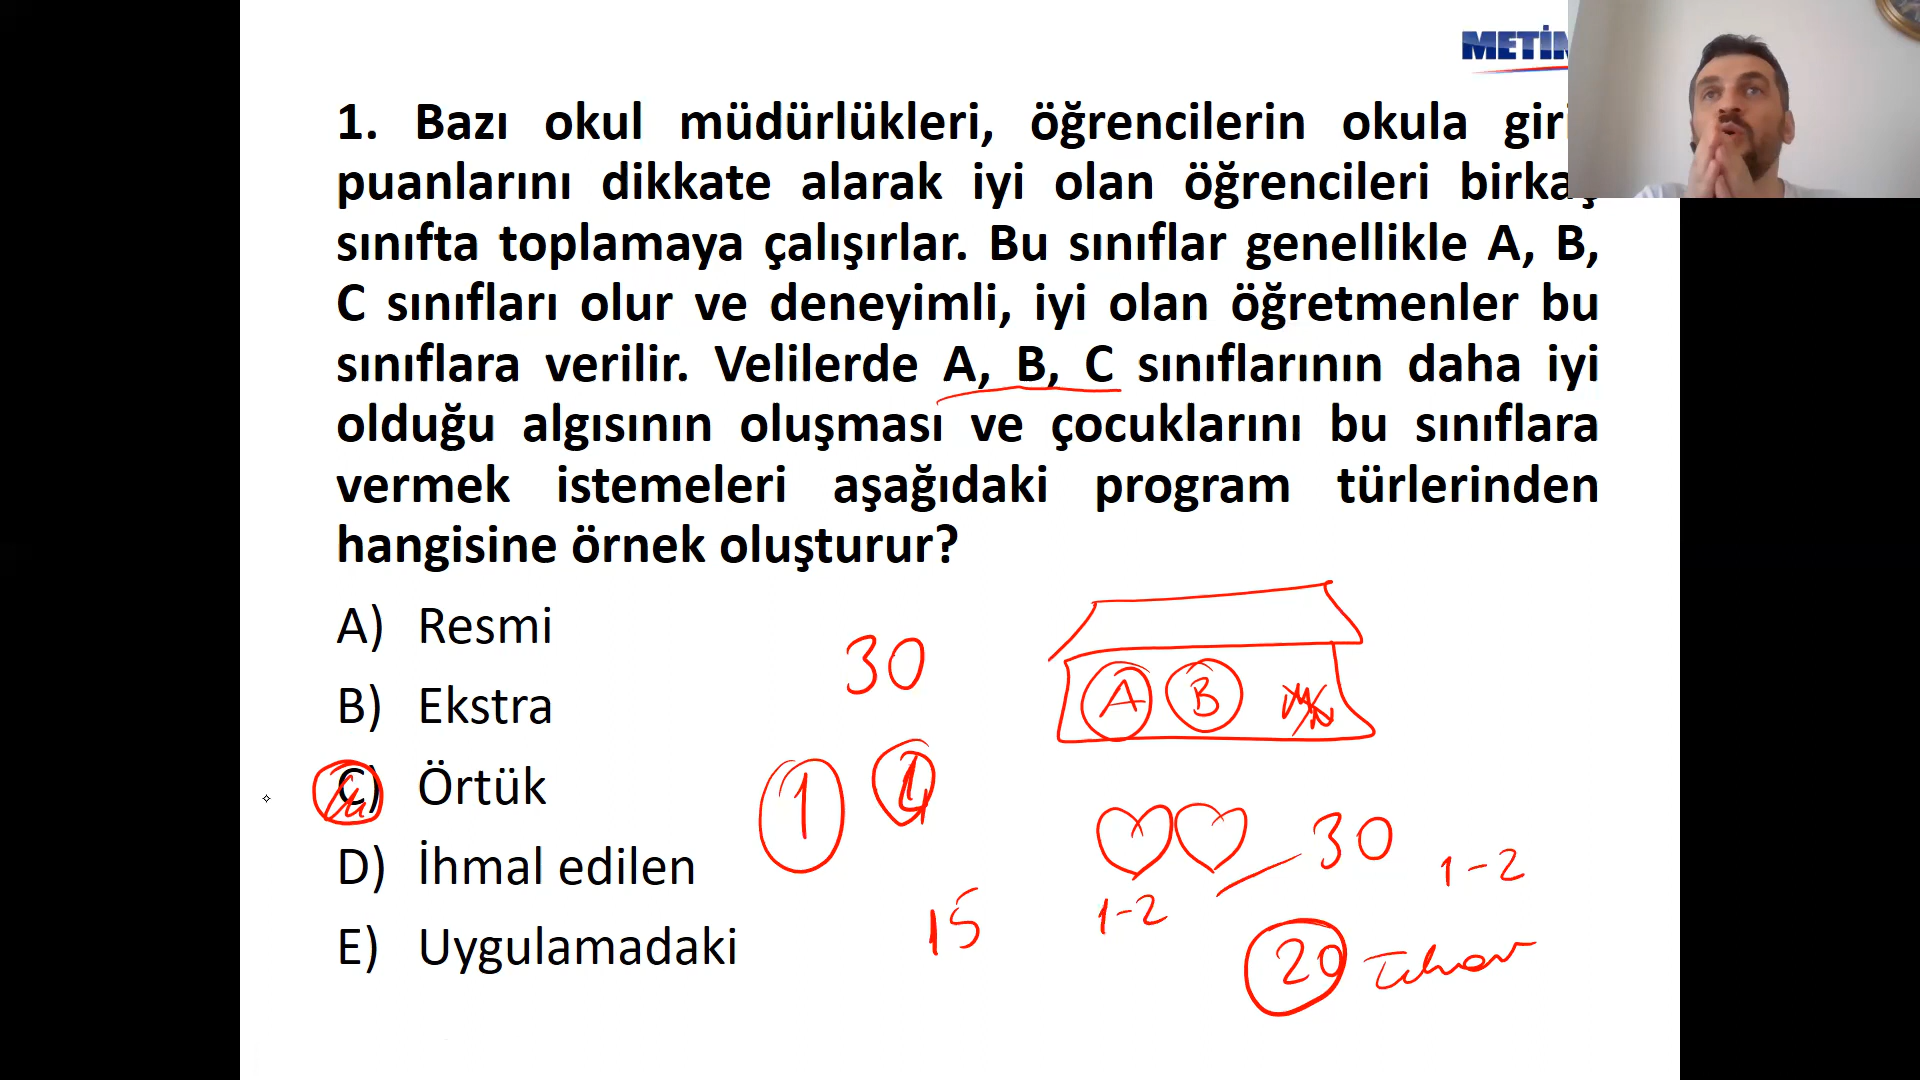 METİN
1. Bazı okul müdürlükleri, öğrencilerin okula giri
puanlarını dikkate alarak iyi olan öğrencileri birkaç
sınıfta toplamaya çalışırlar. Bu sınıflar genellikle A, B,
C sınıfları olur ve deneyimli, iyi olan öğretmenler bu
sınıflara verilir. Velilerde A, B, C sınıflarının daha iyi
olduğu algısının oluşması ve çocuklarını bu sınıflara
vermek istemeleri aşağıdaki program türlerinden
hangisine örnek oluşturur?
A) Resmi
B) Ekstra
C) Örtük
D) İhmal edilen
E) Uygulamadaki
30
A B
1
30
1-2
15
1-2
20